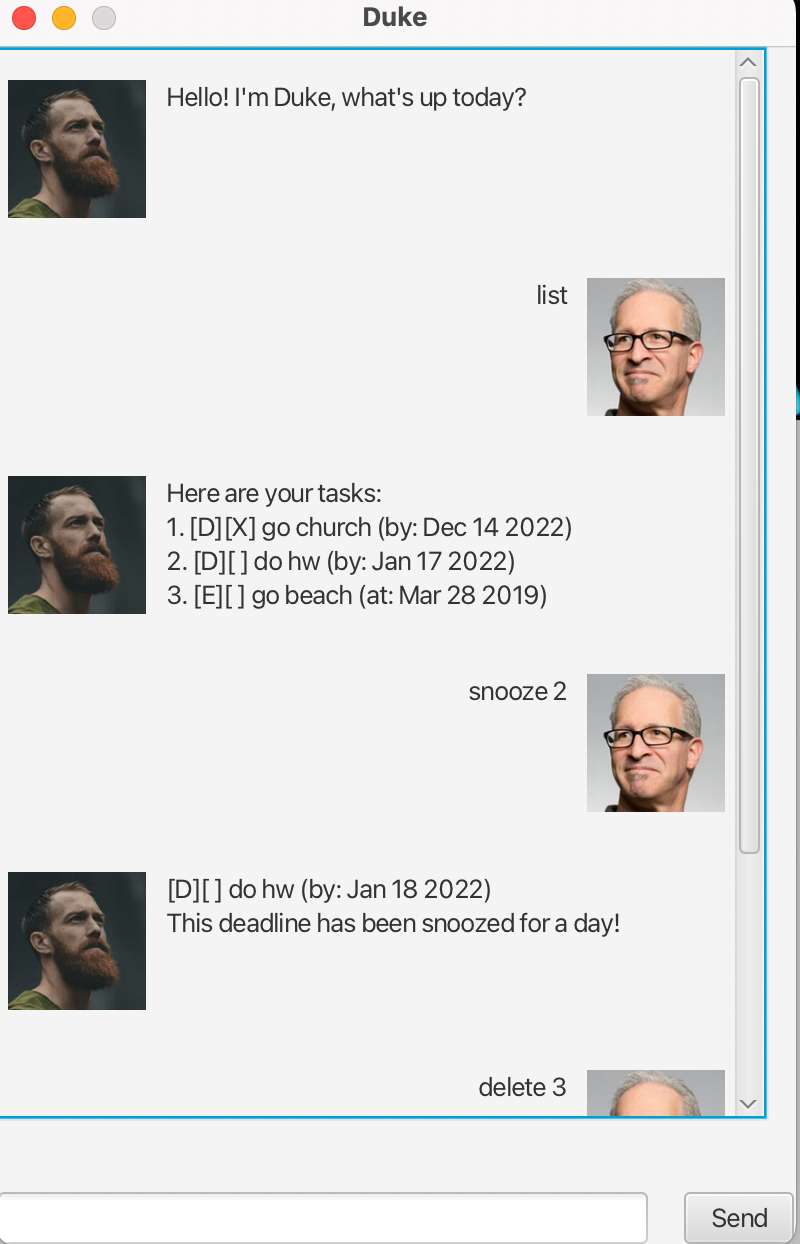 Duke
Hello! I'm Duke, what's up today?
list
Here are your tasks:
1. [D][X] go church (by: Dec 14 2022)
2. [D][ ] do hw (by: Jan 17 2022)
3. [E][ ] go beach (at: Mar 28 2019)
snooze 2
[D][ ] do hw (by: Jan 18 2022)
This deadline has been snoozed for a day!
delete 3
Send